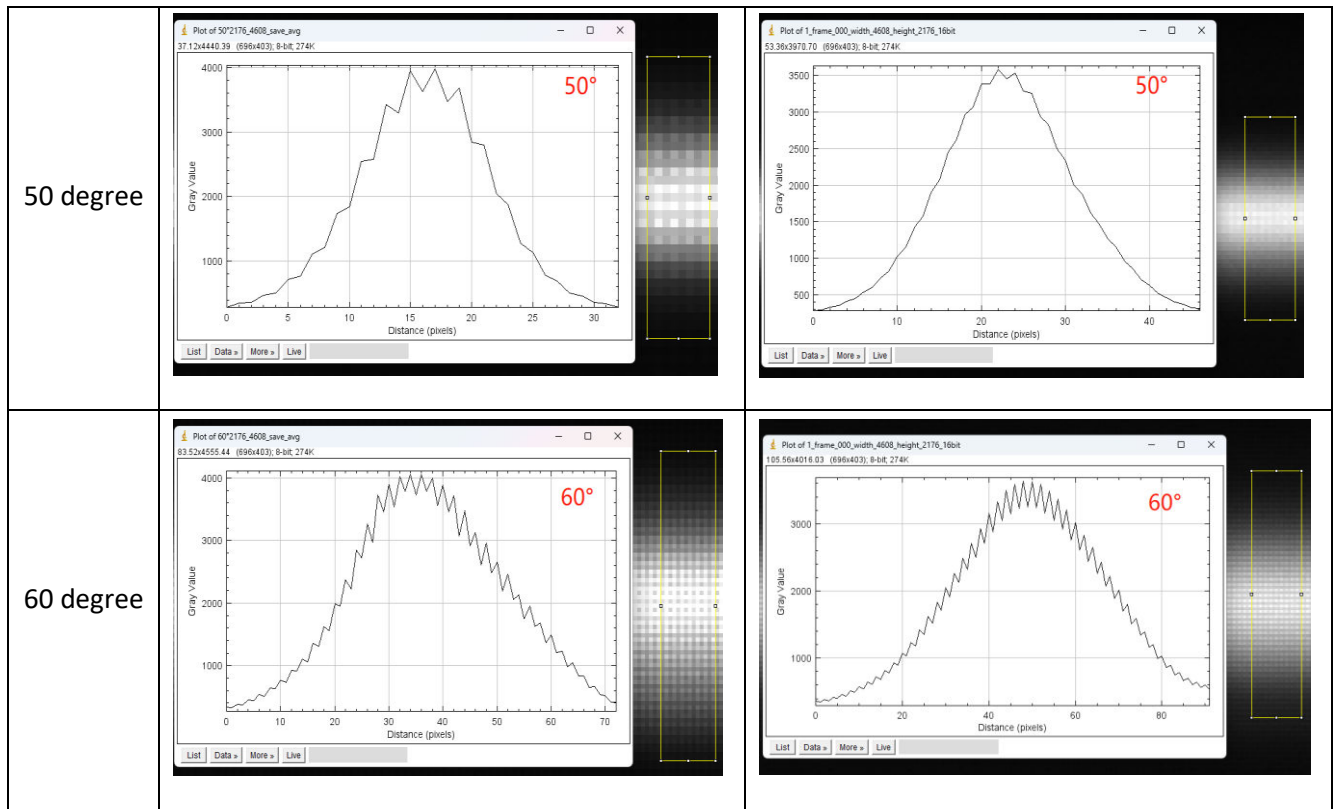 50 degree
Plot of 50°2176_4608_save_avg
37.12x4440.39 (696x403); 8-bit; 274K
50°
4000
3000
2000
1000
Gray Value
0 5 10 15 20 25 30
Distance (pixels)
List Data » More » Live
Plot of 1_frame_000_width_4608_height_2176_16bit
53.36x3970.70 (696x403); 8-bit; 274K
50°
3500
3000
2500
2000
1500
1000
500
Gray Value
0 10 20 30 40
Distance (pixels)
List Data » More » Live
60 degree
Plot of 60°2176_4608_save_avg
83.52x4555.44 (696x403); 8-bit; 274K
60°
4000
3000
2000
1000
Gray Value
0 10 20 30 40 50 60 70
Distance (pixels)
List Data » More » Live
Plot of 1_frame_000_width_4608_height_2176_16bit
105.56x4016.03 (696x403); 8-bit; 274K
60°
3000
2000
1000
Gray Value
0 20 40 60 80
Distance (pixels)
List Data » More » Live